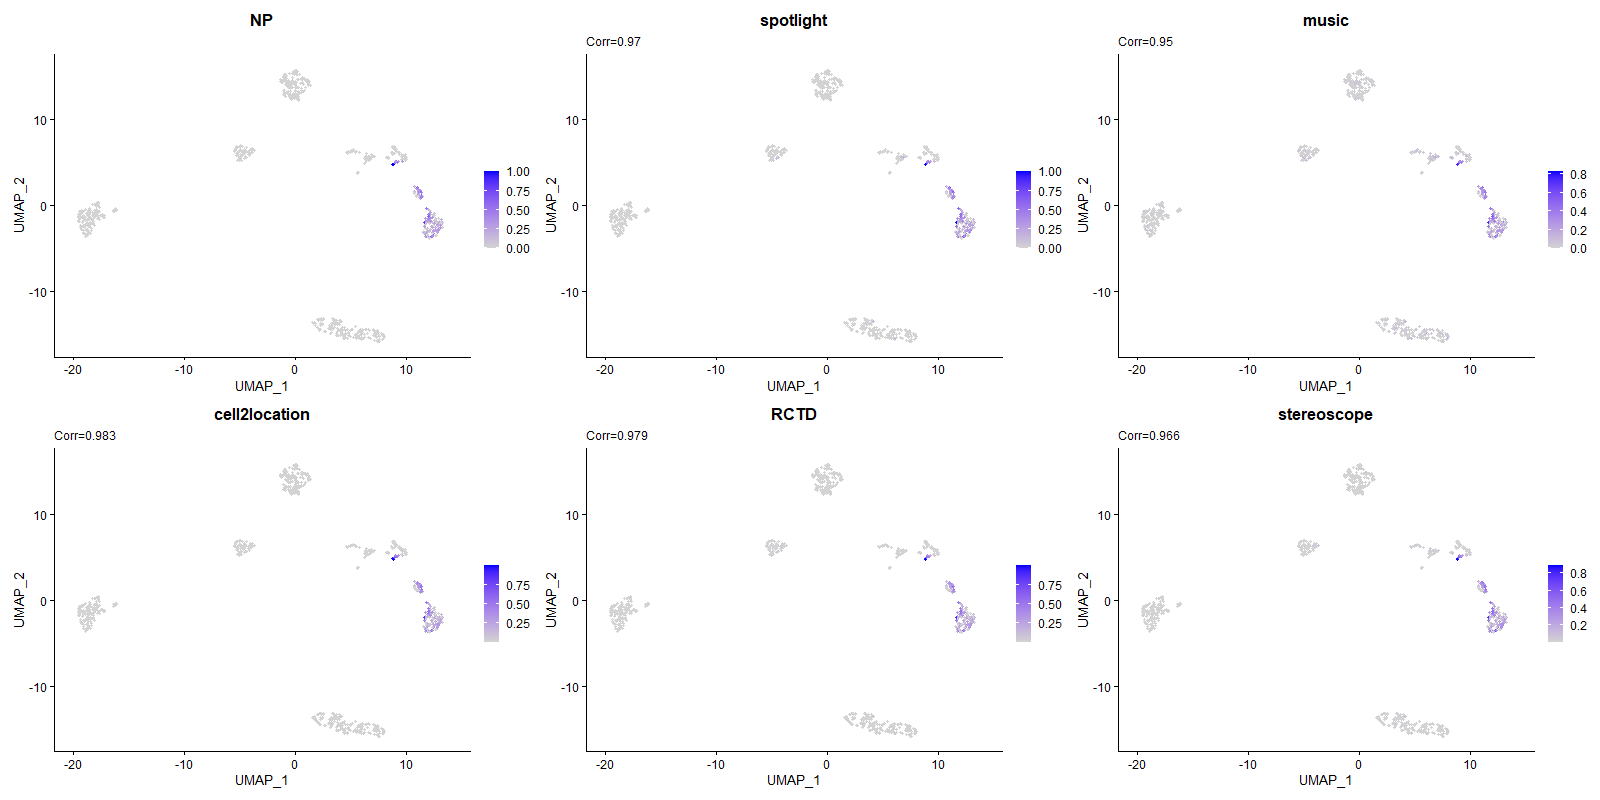 NP
spotlight
music
Corr=0.97
Corr=0.95
10
0
-10
UMAP_2
-20
-10
0
10
UMAP_1
1.00
0.75
0.50
0.25
0.00
10
0
-10
UMAP_2
-20
-10
0
10
UMAP_1
1.00
0.75
0.50
0.25
0.00
10
0
-10
UMAP_2
-20
-10
0
10
UMAP_1
0.8
0.6
0.4
0.2
0.0
cell2location
RCTD
stereoscope
Corr=0.983
Corr=0.979
Corr=0.966
10
0
-10
UMAP_2
-20
-10
0
10
UMAP_1
0.75
0.50
0.25
10
0
-10
UMAP_2
-20
-10
0
10
UMAP_1
0.75
0.50
0.25
10
0
-10
UMAP_2
-20
-10
0
10
UMAP_1
0.8
0.6
0.4
0.2